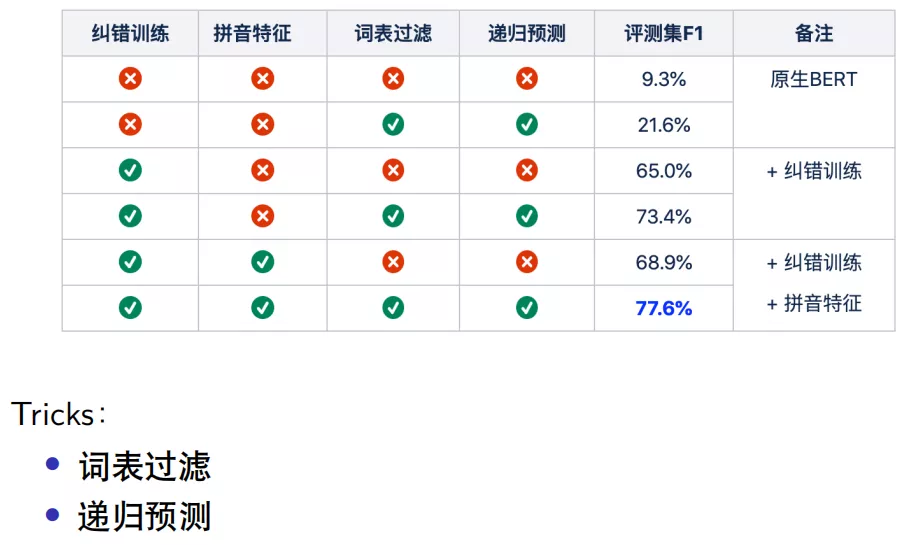 纠错训练 拼音特征 词表过滤 递归预测 评测集F1 备注
9.3% 原生BERT
21.6%
65.0% + 纠错训练
73.4%
68.9% + 纠错训练
77.6% + 拼音特征
Tricks:
词表过滤
递归预测